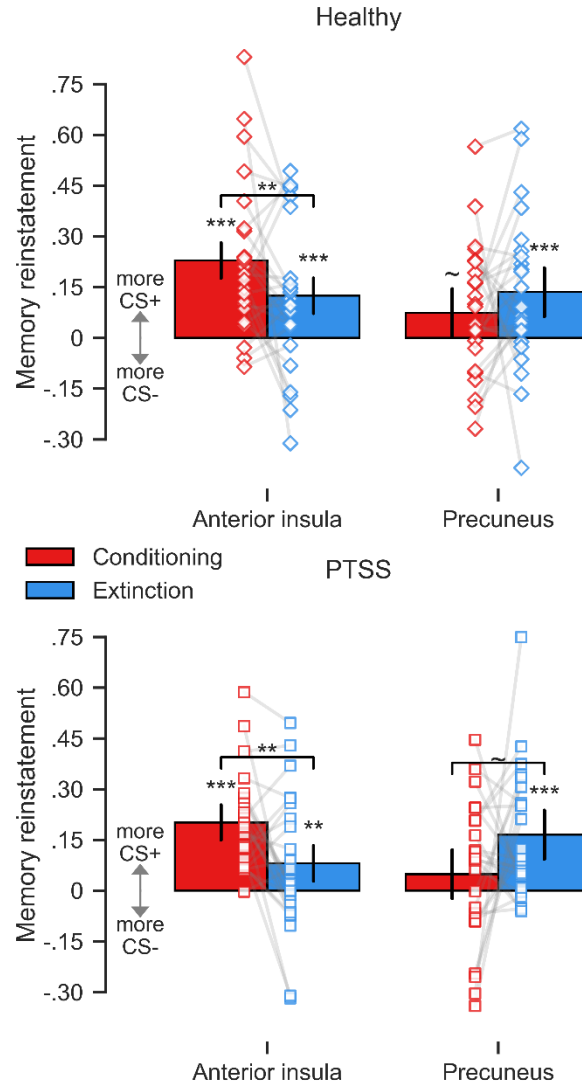 Healthy
Memory reinstatement
.75
.60
.45
.30
.15
0
-.15
-.30
more
CS+
more
CS-
***
**
***
~
***
Anterior insula
Precuneus
Conditioning
Extinction
PTSS
Memory reinstatement
.75
.60
.45
.30
.15
0
-.15
-.30
more
CS+
more
CS-
***
**
**
~
***
Anterior insula
Precuneus